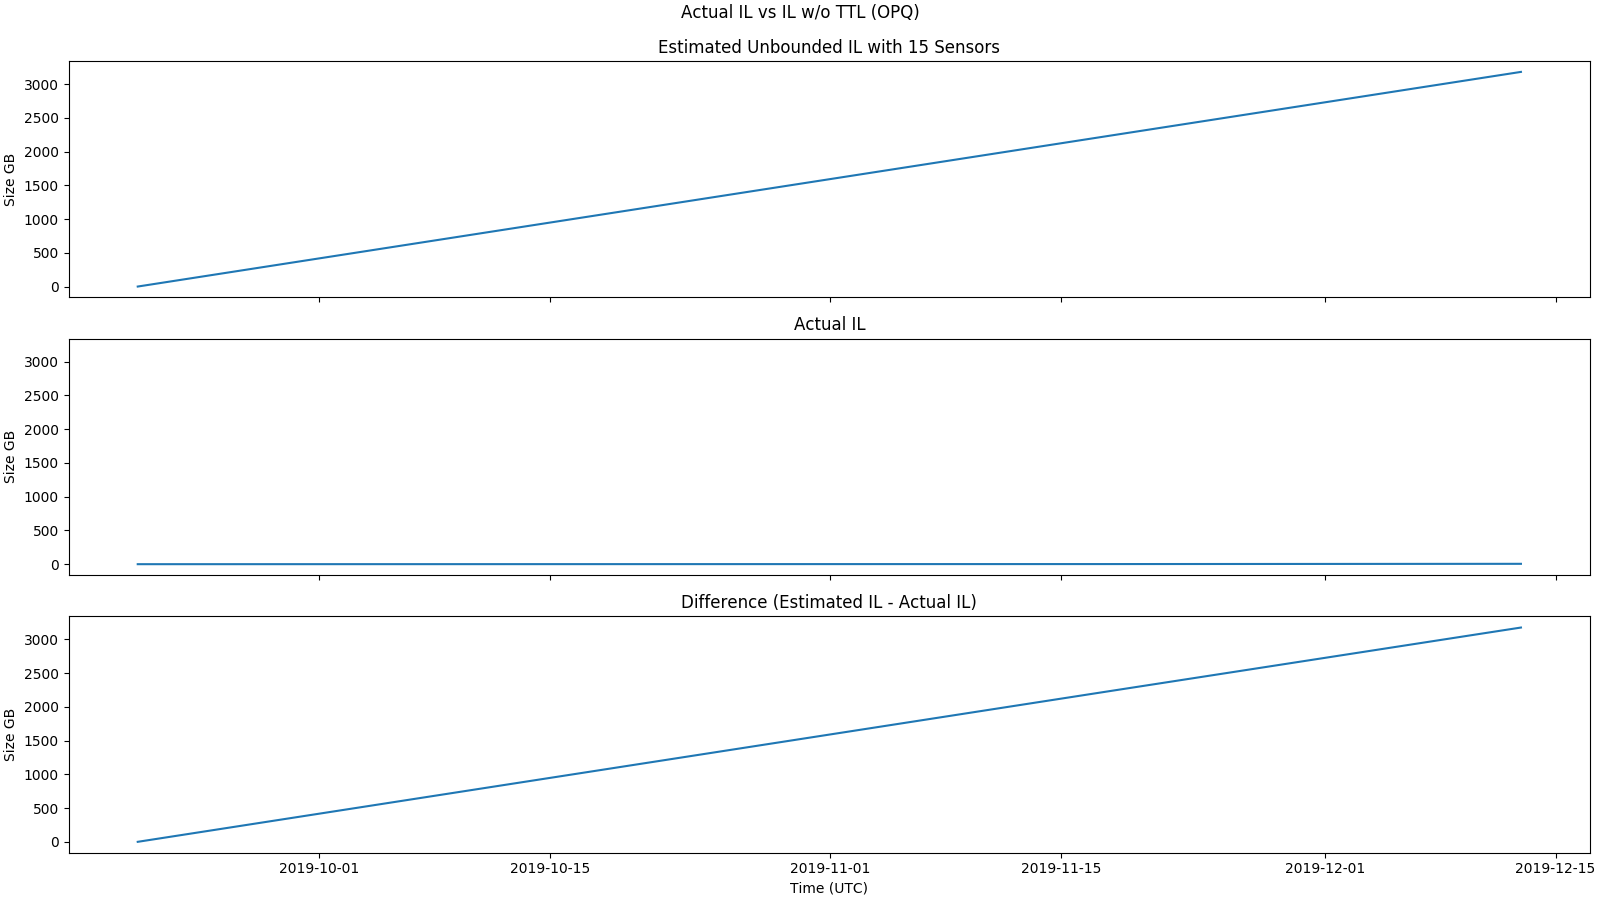 Actual IL vs IL w/o TTL (OPQ)
Estimated Unbounded IL with 15 Sensors
3000
2500
2000
1500
1000
500
0
Size GB
Actual IL
3000
2500
2000
1500
1000
500
0
Size GB
Difference (Estimated IL - Actual IL)
3000
2500
2000
1500
1000
500
0
Size GB
2019-10-01 2019-10-15 2019-11-01 2019-11-15 2019-12-01 2019-12-15
Time (UTC)